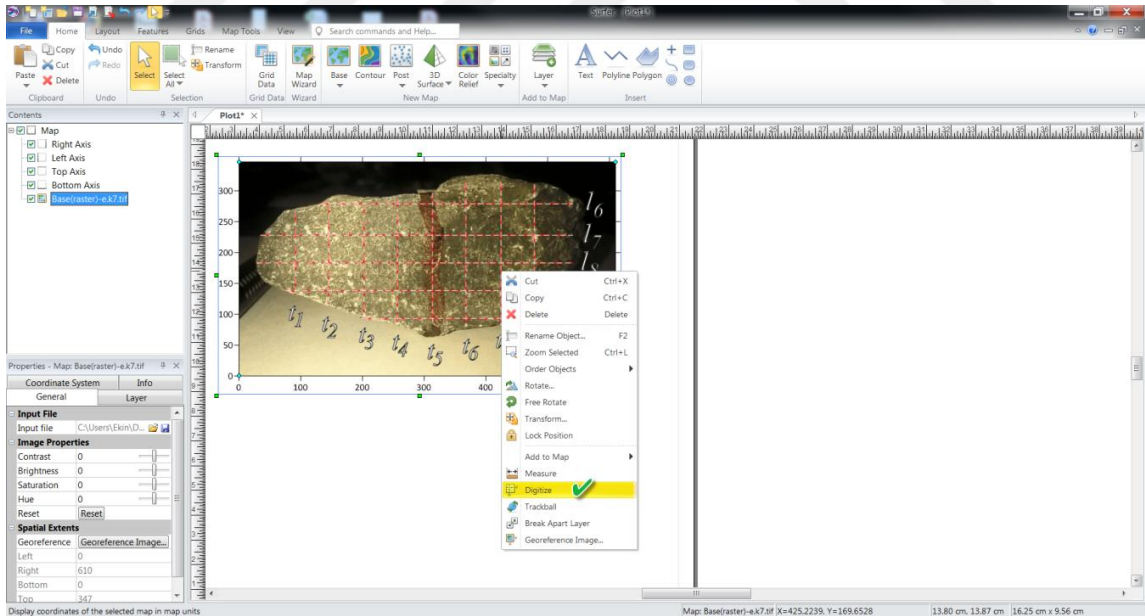 Surfer - [Plot1*]
File Home Layout Features Grids Map Tools View Search commands and Help...
Paste Copy Cut Delete Undo Redo Select Select All Rename Transform Grid Data Map Wizard Base Contour Post 3D Surface Color Relief Specialty Layer Text Polyline Polygon
Clipboard Undo Selection Grid Data Wizard New Map Add to Map Insert
Contents
Map
Right Axis
Left Axis
Top Axis
Bottom Axis
Base(raster)-e.k7.tif
Plot1*
300
250
200
150
100
50
0
0 100 200 300 400
l6
l7
l8
t1 t2 t3 t4 t5 t6
Cut Ctrl+X
Copy Ctrl+C
Delete Delete
Rename Object... F2
Zoom Selected Ctrl+L
Order Objects
Rotate...
Free Rotate
Transform...
Lock Position
Add to Map
Measure
Digitize
Trackball
Break Apart Layer
Georeference Image...
Properties - Map: Base(raster)-e.k7.tif
Coordinate System Info
General Layer
Input File
Input file C:\Users\Ekin\D...
Image Properties
Contrast 0
Brightness 0
Saturation 0
Hue 0
Reset Reset
Spatial Extents
Georeference Georeference Image...
Left 0
Right 610
Bottom 0
Top 347
Display coordinates of the selected map in map units
Map: Base(raster)-e.k7.tif X=425.2239, Y=169.6528 13.80 cm, 13.87 cm 16.25 cm x 9.56 cm